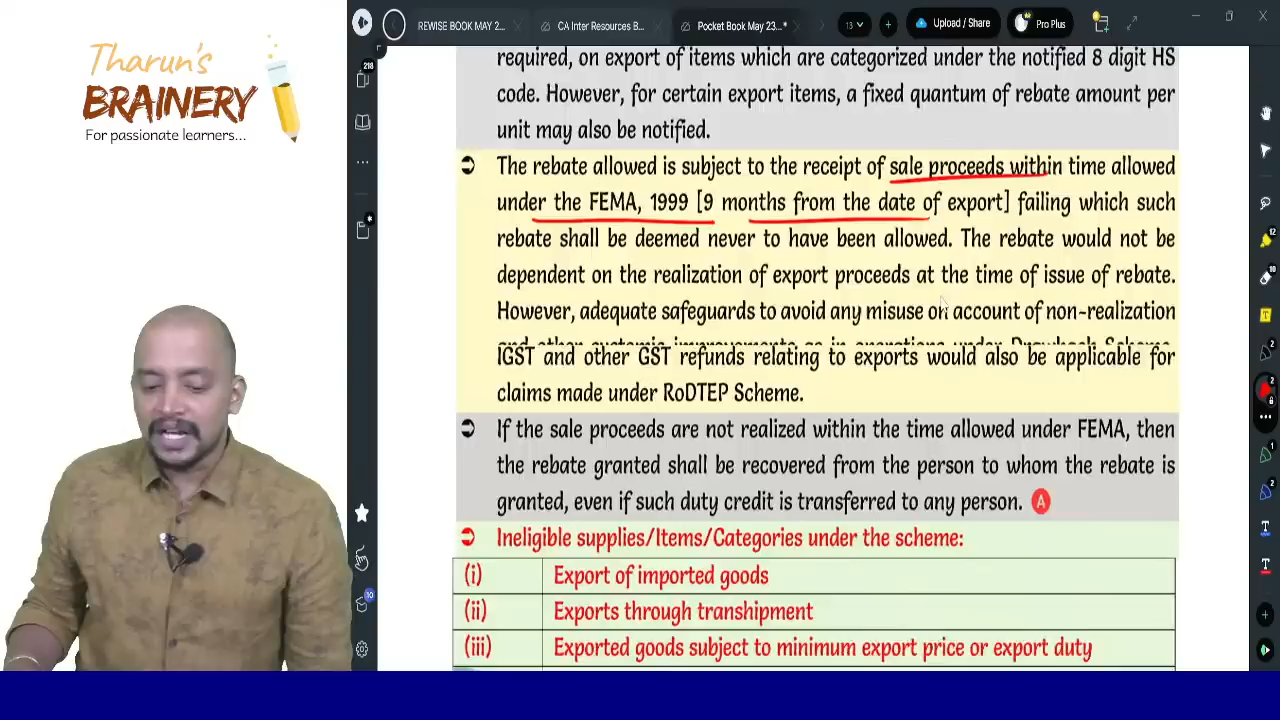 Tharun's
BRAINERY
For passionate learners...
REWISE BOOK MAY 2...
CA Inter Resources B...
Pocket Book May 23...*
13
Upload / Share
Pro Plus
218
required, on export of items which are categorized under the notified 8 digit HS
code. However, for certain export items, a fixed quantum of rebate amount per
unit may also be notified.
The rebate allowed is subject to the receipt of sale proceeds within time allowed
under the FEMA, 1999 [9 months from the date of export] failing which such
rebate shall be deemed never to have been allowed. The rebate would not be
dependent on the realization of export proceeds at the time of issue of rebate.
However, adequate safeguards to avoid any misuse on account of non-realization
IGST and other GST refunds relating to exports would also be applicable for
claims made under RoDTEP Scheme.
If the sale proceeds are not realized within the time allowed under FEMA, then
the rebate granted shall be recovered from the person to whom the rebate is
granted, even if such duty credit is transferred to any person. A
Ineligible supplies/Items/Categories under the scheme:
(i) Export of imported goods
(ii) Exports through transhipment
(iii) Exported goods subject to minimum export price or export duty
12
10
2
2
1
2
T
T
T
10